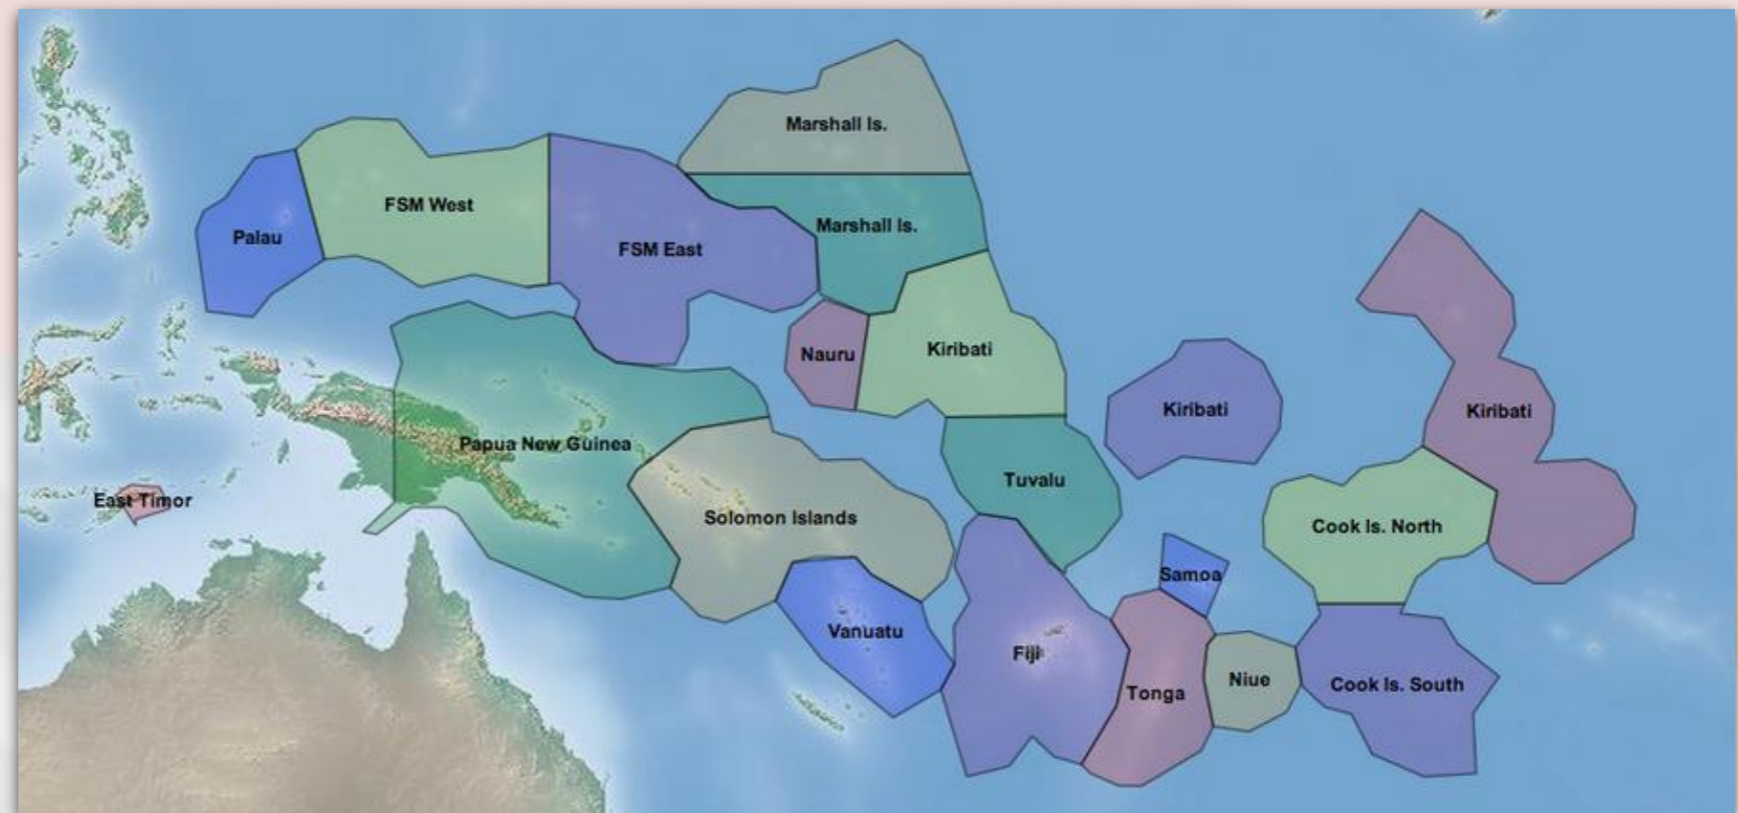 Marshall Is.
FSM West
Marshall Is.
Palau
FSM East
Nauru
Kiribati
Kiribati
Kiribati
Papua New Guinea
Tuvalu
East Timor
Solomon Islands
Cook Is. North
Samoa
Vanuatu
Fiji
Tonga
Niue
Cook Is. South